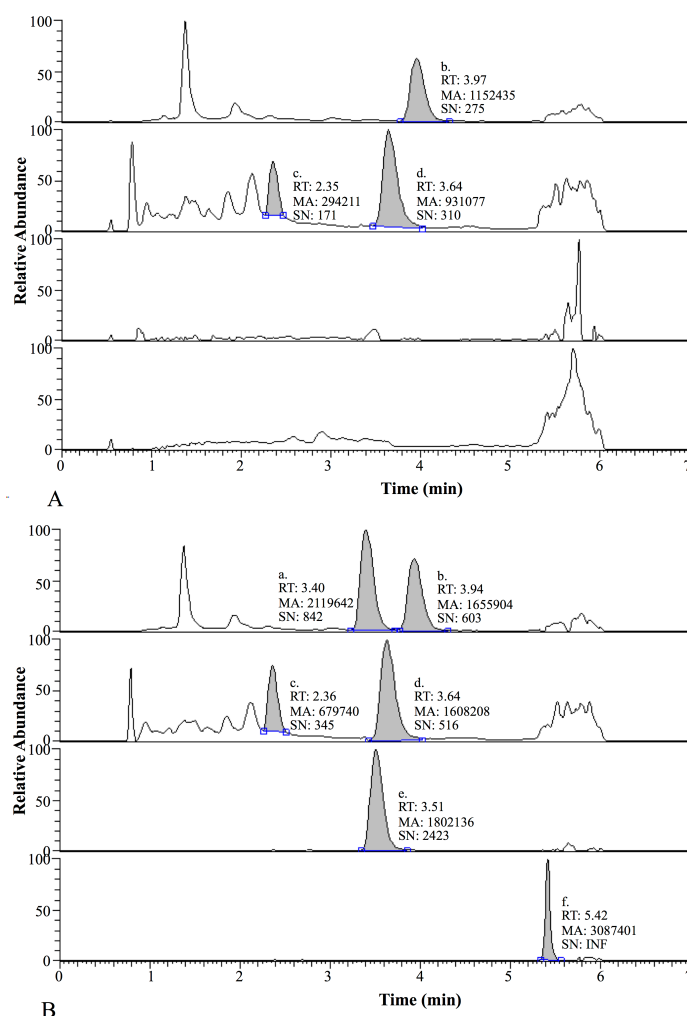 100
50
0
b.
RT: 3.97
MA: 1152435
SN: 275
100
50
0
c.
RT: 2.35
MA: 294211
SN: 171
d.
RT: 3.64
MA: 931077
SN: 310
Relative Abundance
100
50
0
100
50
0
0 1 2 3 4 5 6 7
Time (min)
A
100
50
0
a.
RT: 3.40
MA: 2119642
SN: 842
b.
RT: 3.94
MA: 1655904
SN: 603
100
50
0
c.
RT: 2.36
MA: 679740
SN: 345
d.
RT: 3.64
MA: 1608208
SN: 516
Relative Abundance
100
50
0
e.
RT: 3.51
MA: 1802136
SN: 2423
100
50
0
f.
RT: 5.42
MA: 3087401
SN: INF
0 1 2 3 4 5 6 7
Time (min)
B